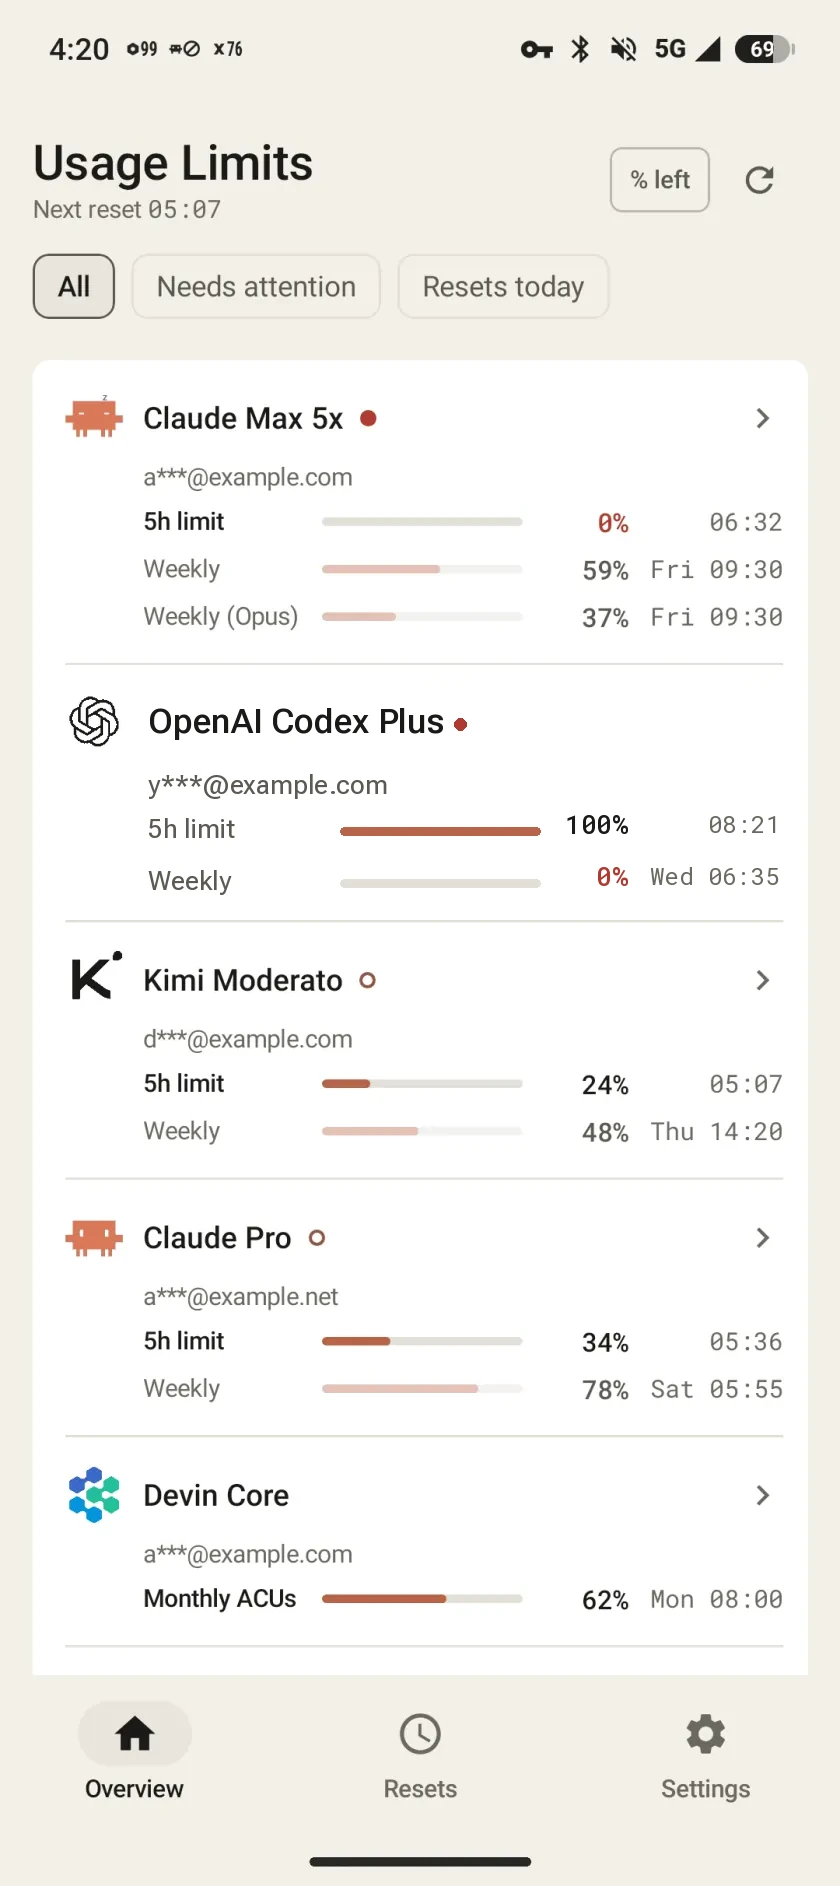 4:20 99 x 76 5G 69
Usage Limits
Next reset 05:07
% left
All Needs attention Resets today
z
Claude Max 5x
a***@example.com
5h limit 0% 06:32
Weekly 59% Fri 09:30
Weekly (Opus) 37% Fri 09:30
OpenAI Codex Plus
y***@example.com
5h limit 100% 08:21
Weekly 0% Wed 06:35
Kimi Moderato
d***@example.com
5h limit 24% 05:07
Weekly 48% Thu 14:20
Claude Pro
a***@example.net
5h limit 34% 05:36
Weekly 78% Sat 05:55
Devin Core
a***@example.com
Monthly ACUs 62% Mon 08:00
Overview Resets Settings